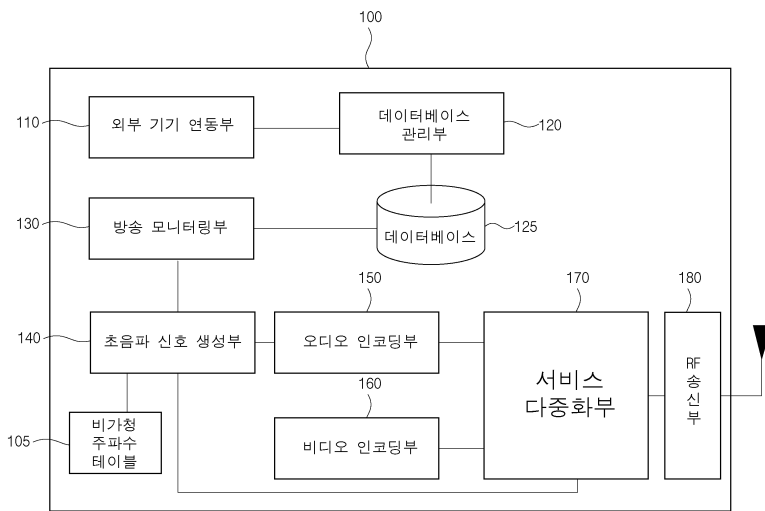 100
110
외부 기기 연동부
데이터베이스
관리부
120
130
방송 모니터링부
데이터베이스
125
150
170
180
140
초음파 신호 생성부
오디오 인코딩부
서비스
다중화부
RF
송
신
부
160
105
비가청
주파수
테이블
비디오 인코딩부